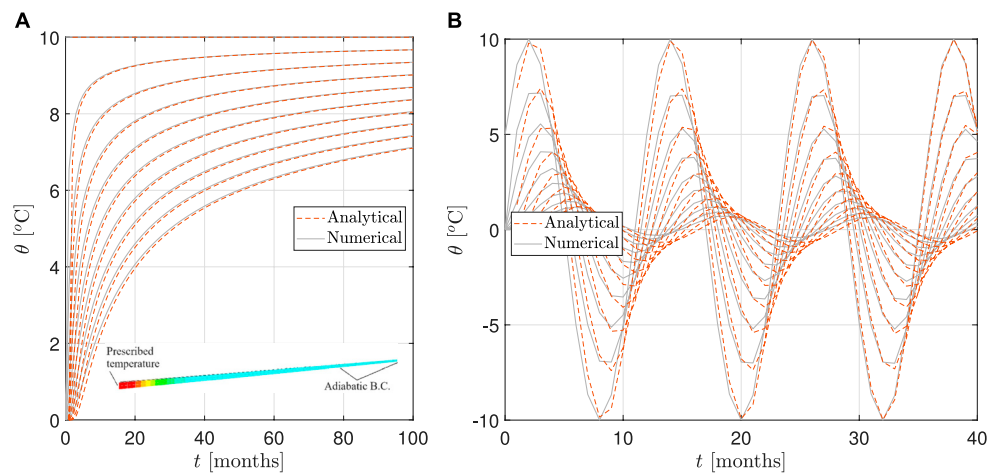 A
10
8
6
4
2
0
θ [°C]
Analytical
Numerical
Prescribed
temperature
Adiabatic B.C.
0 20 40 60 80 100
t [months]
B
10
5
0
-5
-10
θ [°C]
Analytical
Numerical
0 10 20 30 40
t [months]